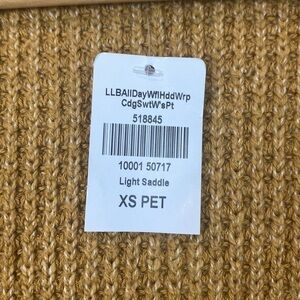 LLBAllDayWflHddWrp
CdgSwtW'sPt
518845
10001 50717
Light Saddle
XS PET